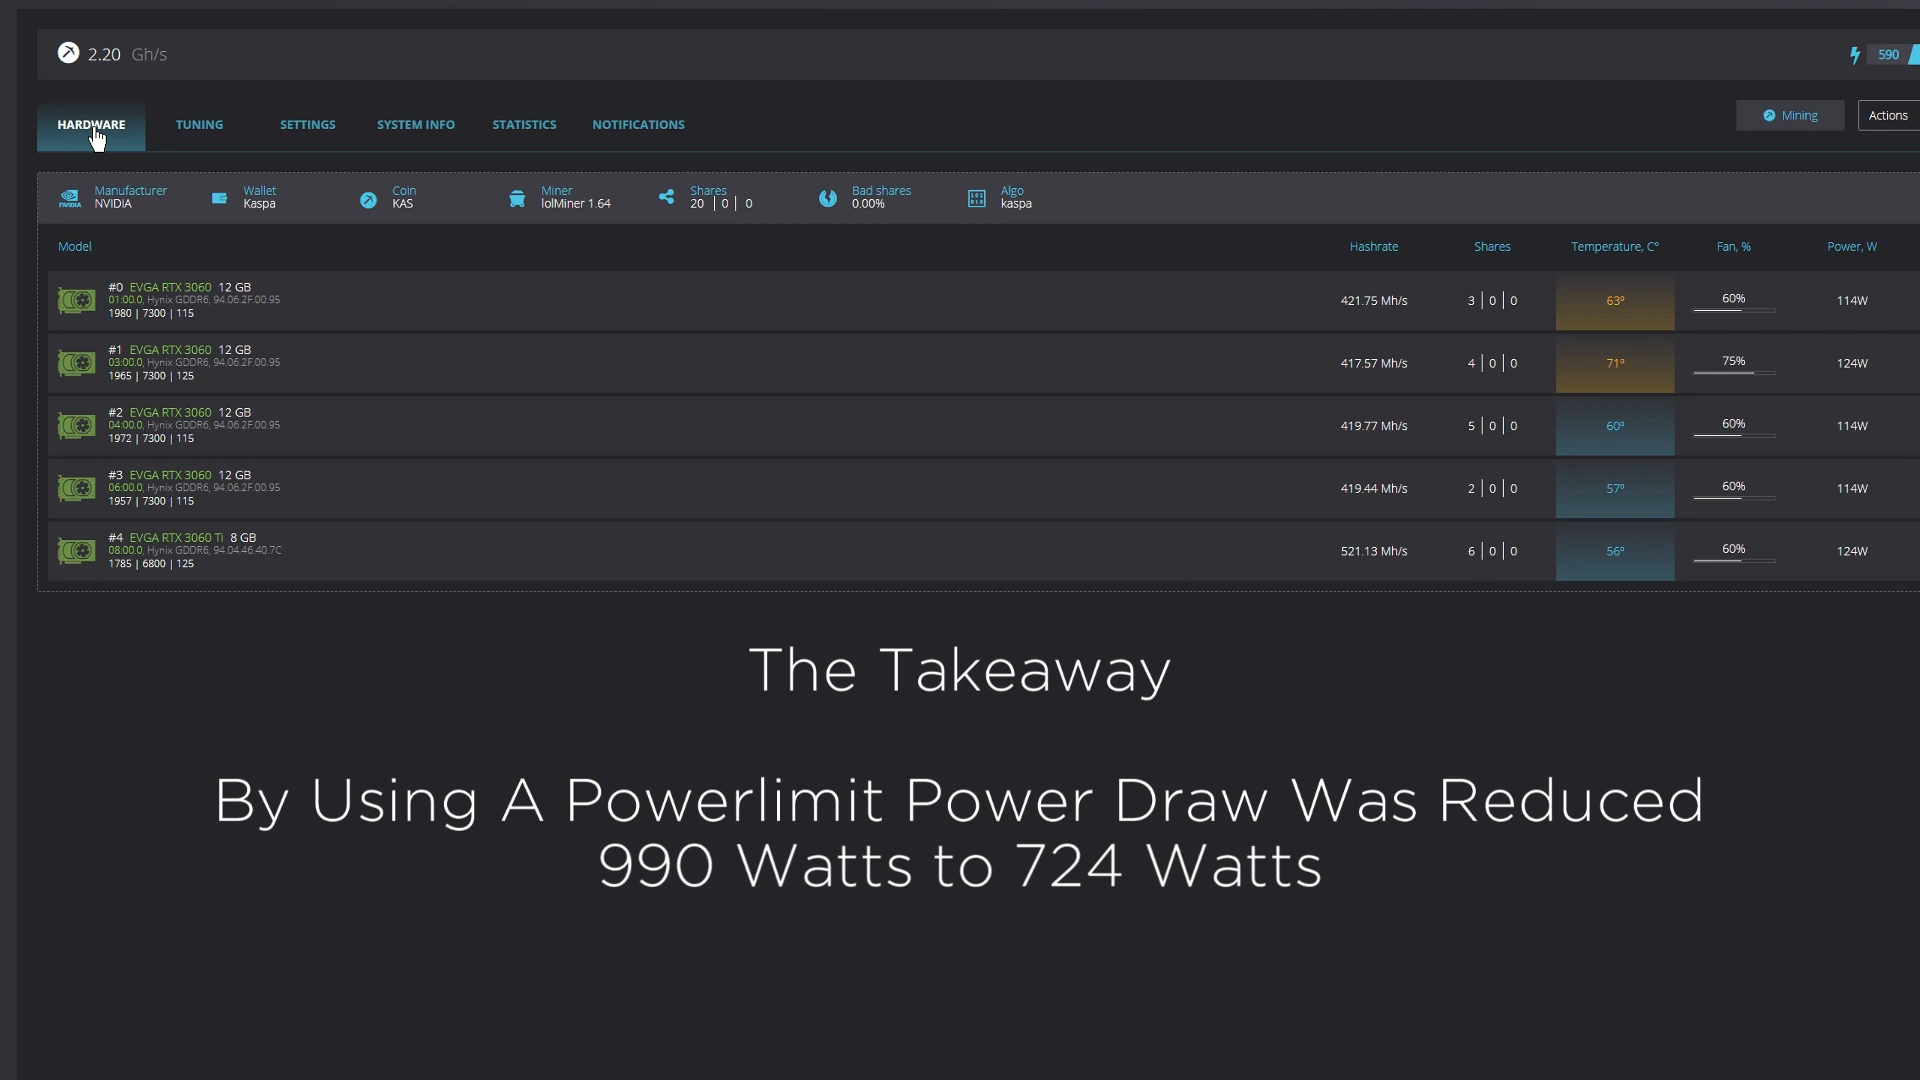 2.20 Gh/s
590
HARDWARE TUNING SETTINGS SYSTEM INFO STATISTICS NOTIFICATIONS
Mining Actions
Manufacturer Wallet Coin Miner Shares Bad shares Algo
NVIDIA Kaspa KAS lolMiner 1.64 20 | 0 | 0 0.00% kaspa
Model Hashrate Shares Temperature, C° Fan, % Power, W
#0 EVGA RTX 3060 12 GB
01:00.0, Hynix GDDR6, 94.06.2F.00.95
1980 | 7300 | 115
421.75 Mh/s 3 | 0 | 0 63° 60% 114W
#1 EVGA RTX 3060 12 GB
03:00.0, Hynix GDDR6, 94.06.2F.00.95
1965 | 7300 | 125
417.57 Mh/s 4 | 0 | 0 71° 75% 124W
#2 EVGA RTX 3060 12 GB
04:00.0, Hynix GDDR6, 94.06.2F.00.95
1972 | 7300 | 115
419.77 Mh/s 5 | 0 | 0 60° 60% 114W
#3 EVGA RTX 3060 12 GB
06:00.0, Hynix GDDR6, 94.06.2F.00.95
1957 | 7300 | 115
419.44 Mh/s 2 | 0 | 0 57° 60% 114W
#4 EVGA RTX 3060 Ti 8 GB
08:00.0, Hynix GDDR6, 94.04.46.40.7C
1785 | 6800 | 125
521.13 Mh/s 6 | 0 | 0 56° 60% 124W
The Takeaway
By Using A Powerlimit Power Draw Was Reduced
990 Watts to 724 Watts